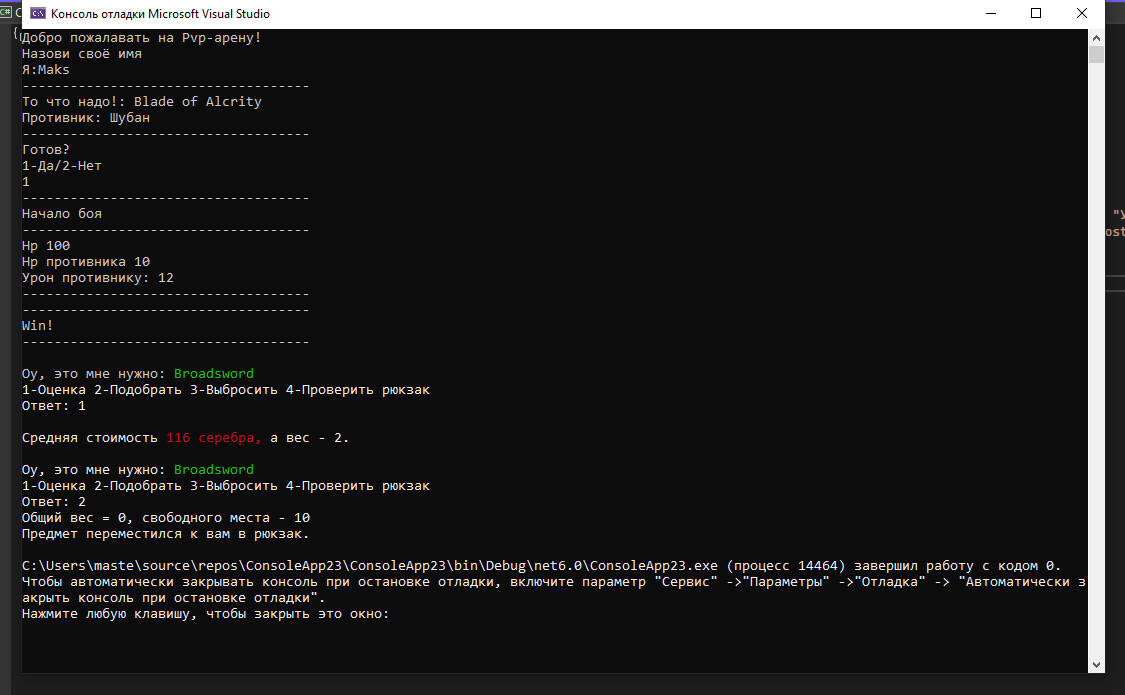 Консоль отладки Microsoft Visual Studio
Добро пожалавать на Pvp-арену!
Назови своё имя
Я:Maks
------------------------------------
То что надо!: Blade of Alcrity
Противник: Шубан
------------------------------------
Готов?
1-Да/2-Нет
1
------------------------------------
Начало боя
------------------------------------
Hp 100
Hp противника 10
Урон противнику: 12
------------------------------------
------------------------------------
Win!
------------------------------------
Оу, это мне нужно: Broadsword
1-Оценка 2-Подобрать 3-Выбросить 4-Проверить рюкзак
Ответ: 1
Средняя стоимость 116 серебра, а вес - 2.
Оу, это мне нужно: Broadsword
1-Оценка 2-Подобрать 3-Выбросить 4-Проверить рюкзак
Ответ: 2
Общий вес = 0, свободного места - 10
Предмет переместился к вам в рюкзак.
C:\Users\maste\source\repos\ConsoleApp23\ConsoleApp23\bin\Debug\net6.0\ConsoleApp23.exe (процесс 14464) завершил работу с кодом 0.
Чтобы автоматически закрывать консоль при остановке отладки, включите параметр "Сервис" ->"Параметры" ->"Отладка" -> "Автоматически з
акрыть консоль при остановке отладки".
Нажмите любую клавишу, чтобы закрыть это окно: